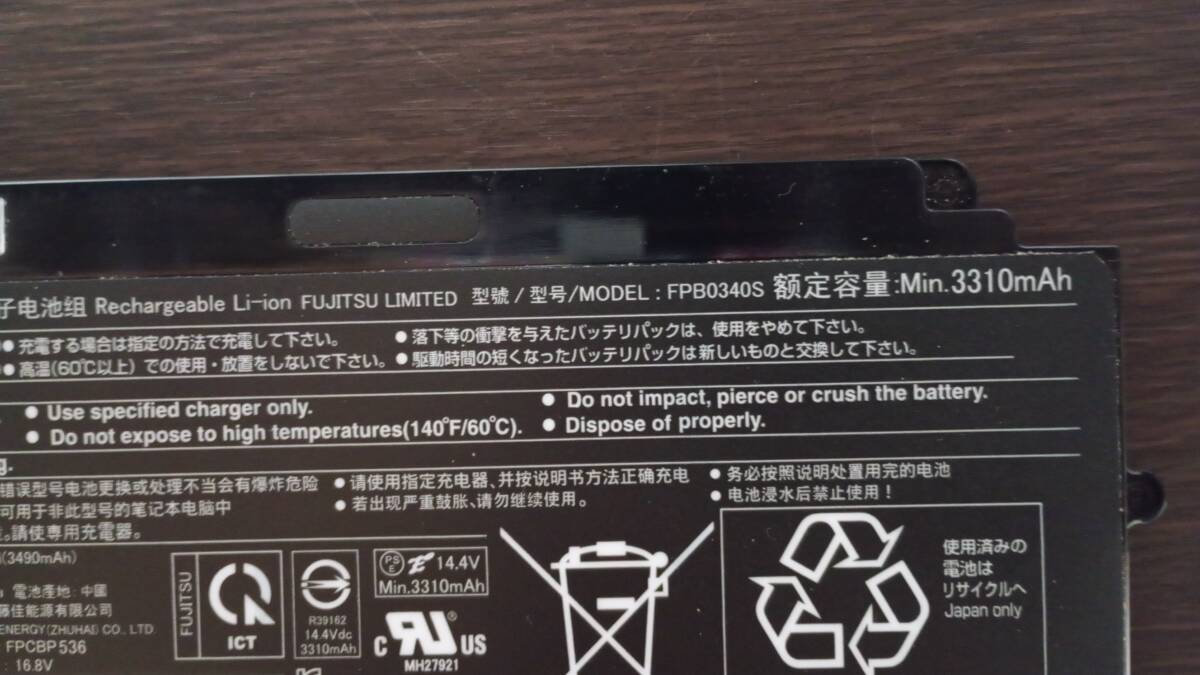 子电池组 Rechargeable Li-ion FUJITSU LIMITED 型號 / 型号/MODEL : FPB0340S 额定容量:Min.3310mAh
●充電する場合は指定の方法で充電して下さい。
●高温(60℃以上)での使用・放置をしないで下さい。
●落下等の衝撃を与えたバッテリパックは、使用をやめて下さい。
●駆動時間の短くなったバッテリパックは新しいものと交換して下さい。
● Use specified charger only.
● Do not expose to high temperatures(140°F/60℃).
● Do not impact, pierce or crush the battery.
● Dispose of properly.
错误型号电池更换或处理不当会有爆炸危险
可用于非此型号的笔记本电脑中
請使専用充電器。
●请使用指定充电器、并按说明书方法正确充电
●若出现严重鼓胀、请勿继续使用。
●务必按照说明处置用完的电池
●电池浸水后禁止使用!
(3490mAh)
電池產地: 中國
藤佳能源有限公司
ENERGY(ZHUHAI) CO., LTD
FPCBP536
: 16.8V
FUJITSU
ICT
R39162
14.4Vdc
3310mAh
PS
E
14.4V
Min.3310mAh
C RU ® US
MH27921
使用済みの
電池は
リサイクルへ
Japan only